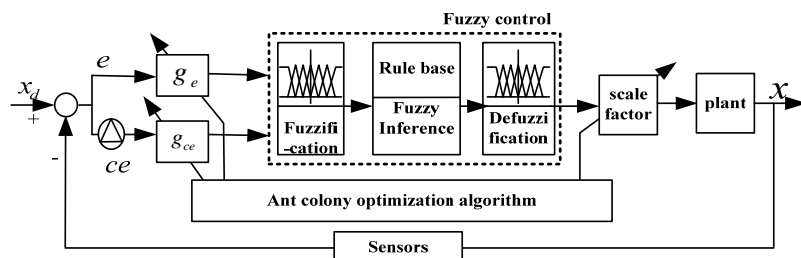 Fuzzy control
x_d
+
-
e
ce
g_e
g_ce
Fuzzifi
-cation
Rule base
Fuzzy
Inference
Defuzzi
fication
scale
factor
plant
x
Ant colony optimization algorithm
Sensors